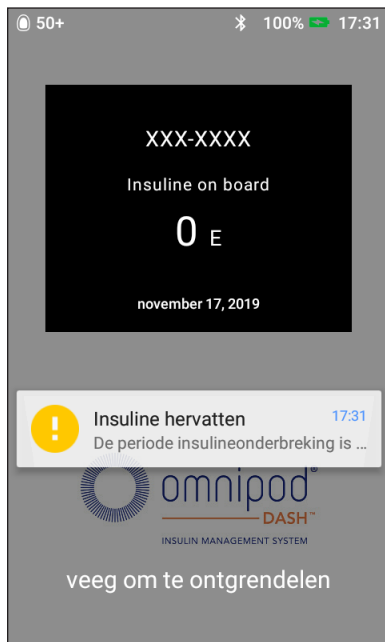 50+ 100% 17:31
XXX-XXXX
Insuline on board
0 E
november 17, 2019
Insuline hervatten 17:31
De periode insulineonderbreking is ...
omnipod®
DASH™
INSULIN MANAGEMENT SYSTEM
veeg om te ontgrendelen